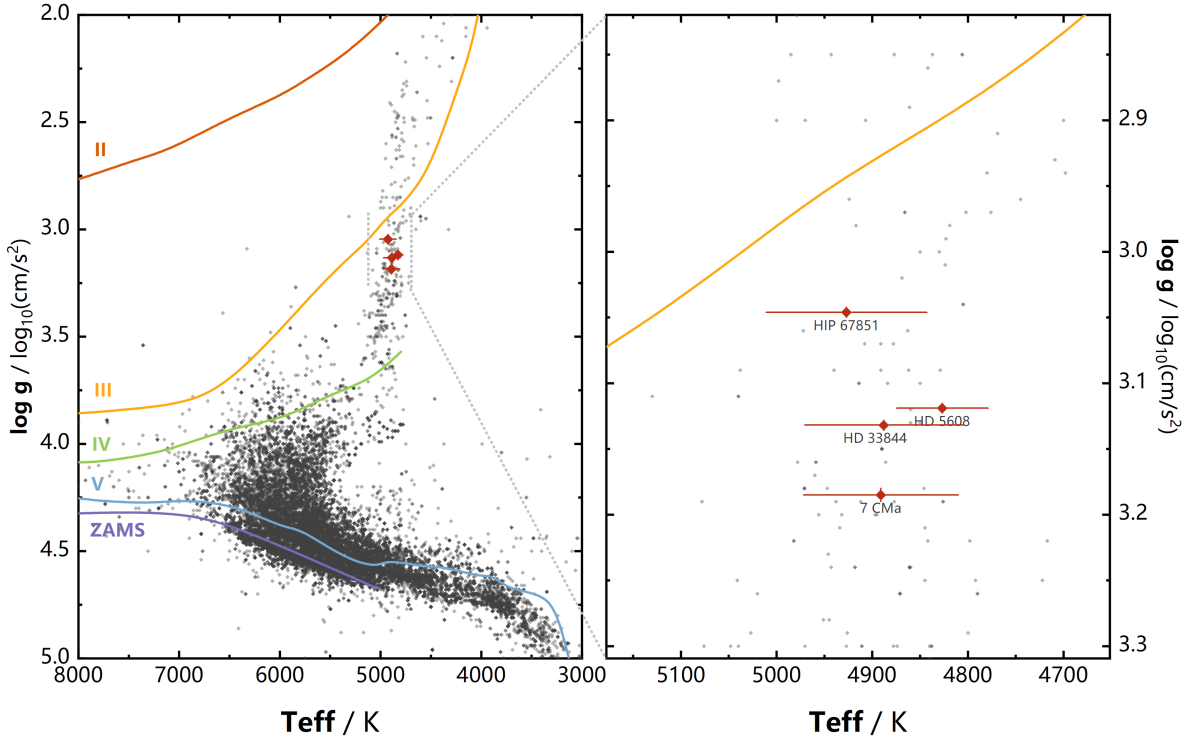 2.0
2.5
3.0
3.5
4.0
4.5
5.0
log g / log₁₀(cm/s²)
II
III
IV
V
ZAMS
8000 7000 6000 5000 4000 3000
Teff / K
HIP 67851
HD 5608
HD 33844
7 CMa
2.9
3.0
3.1
3.2
3.3
log g / log₁₀(cm/s²)
5100 5000 4900 4800 4700
Teff / K